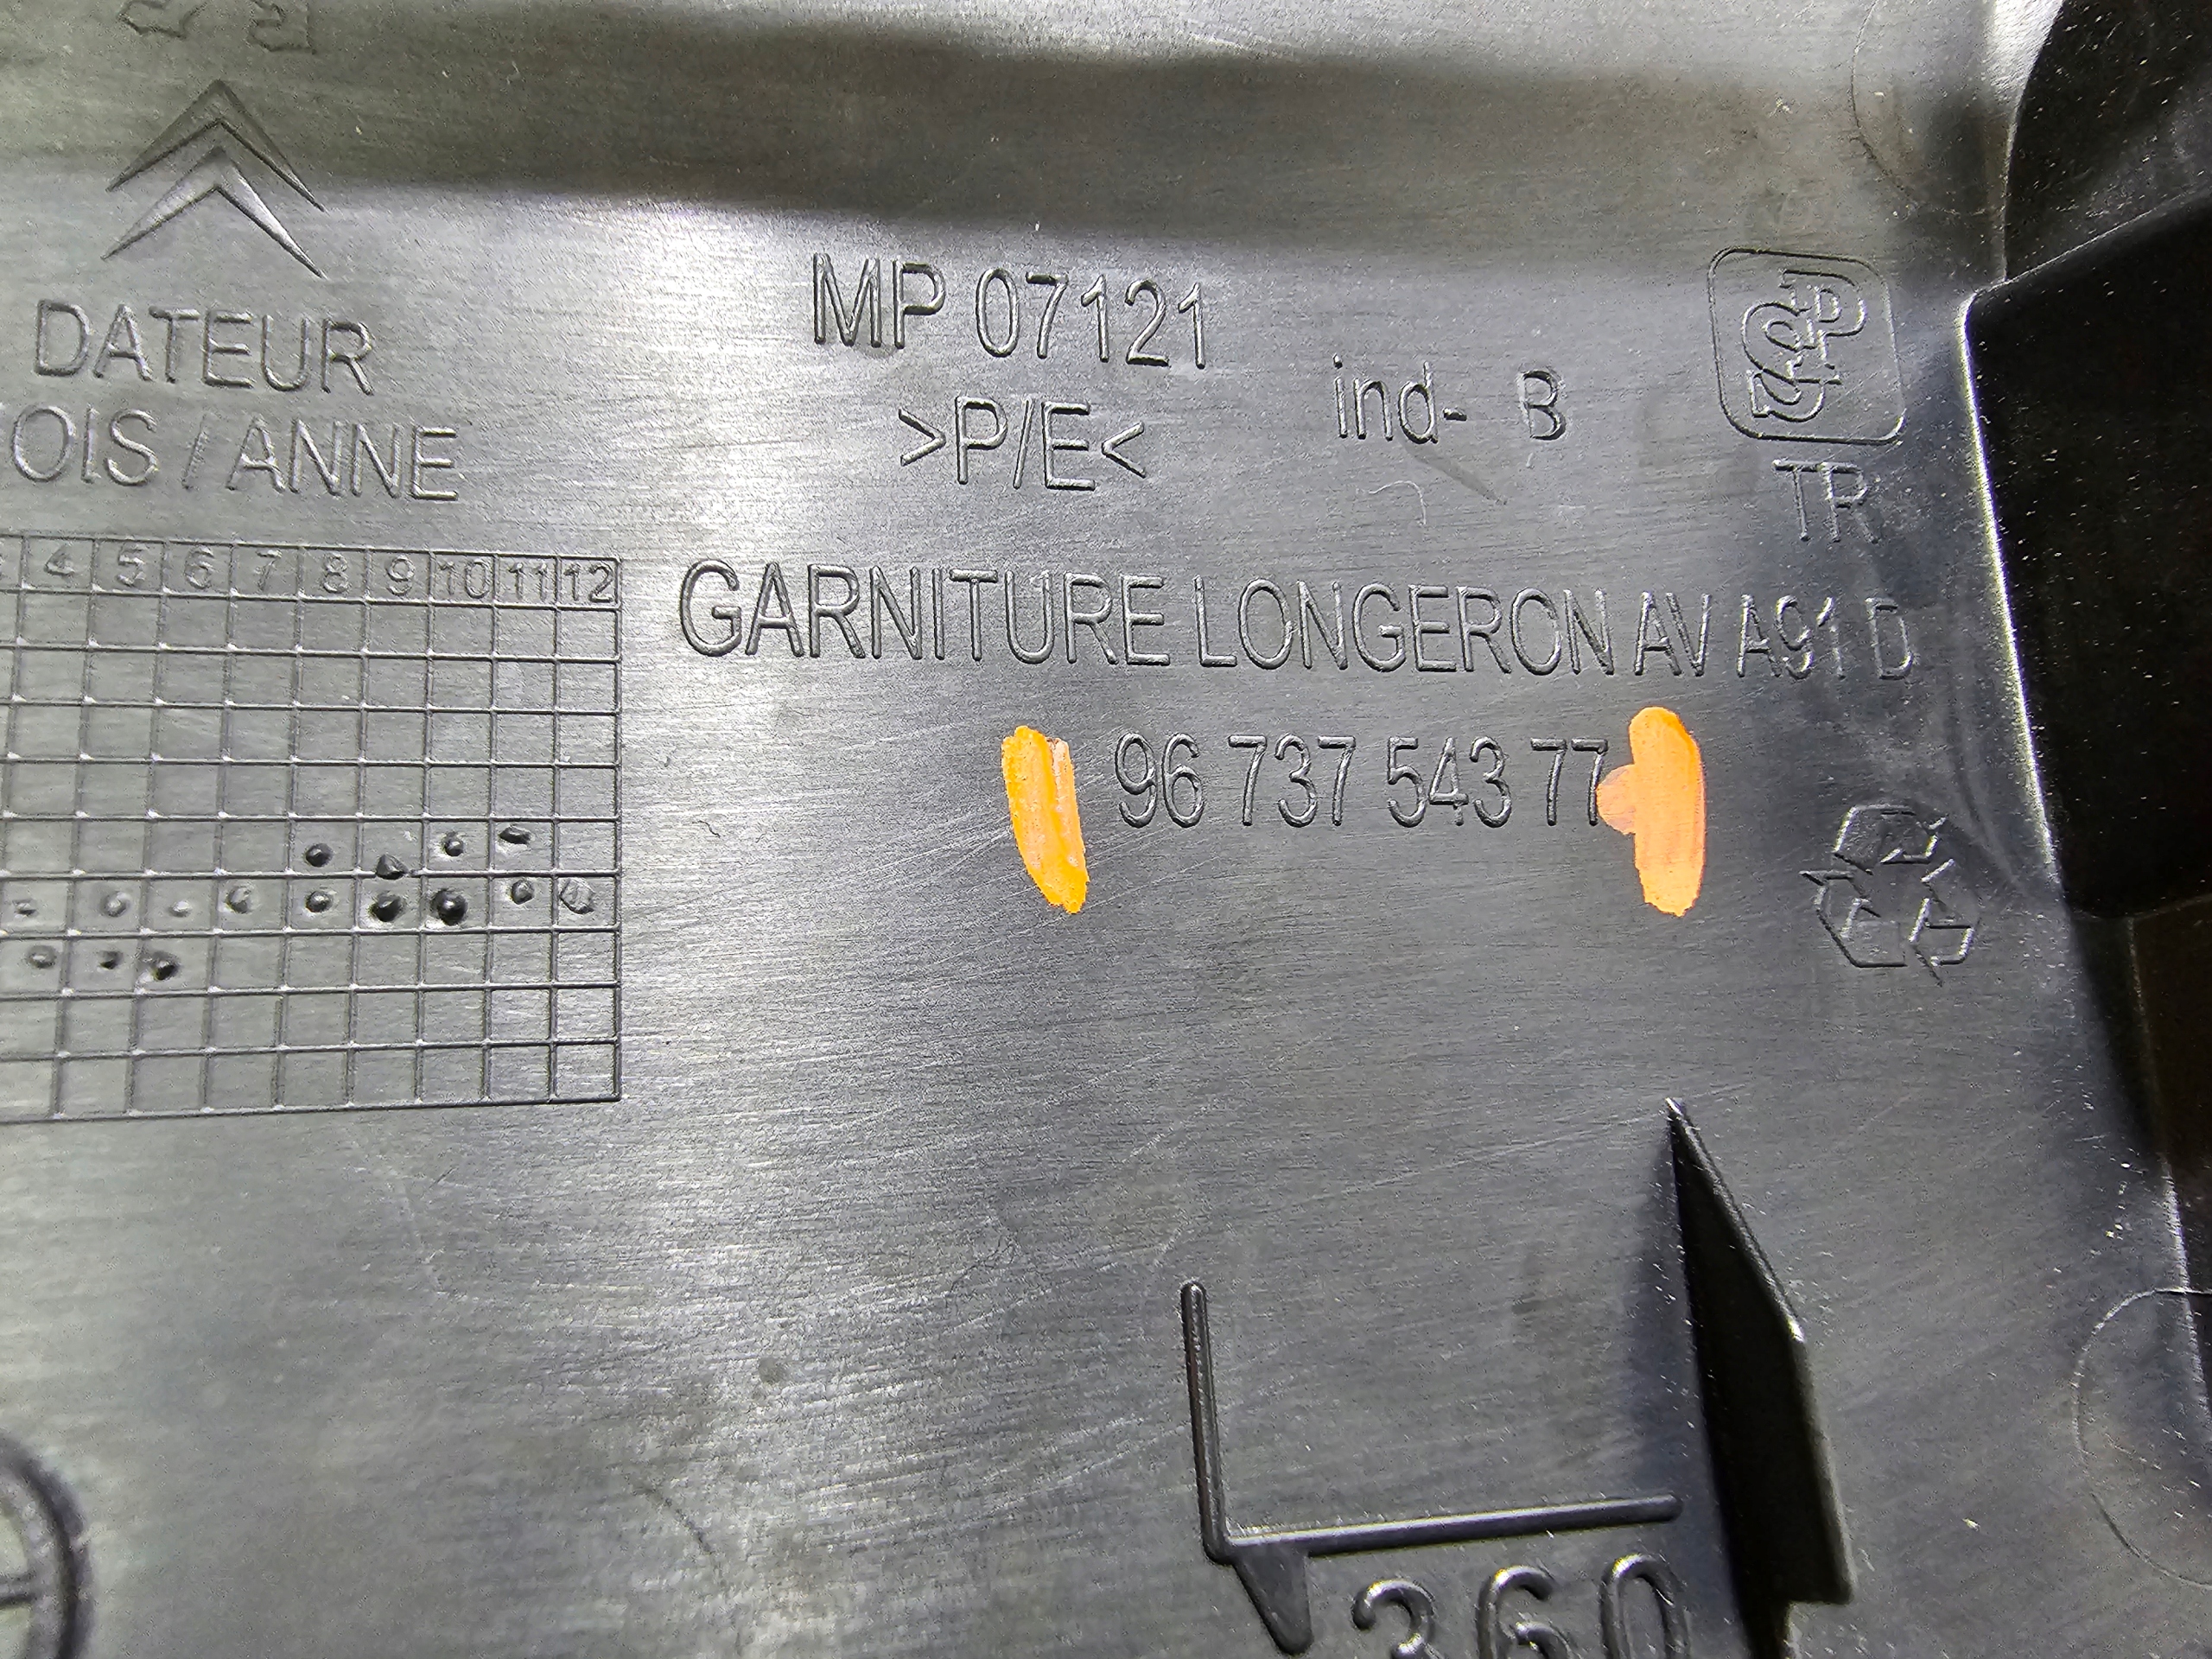 DATEUR
OIS / ANNE
4 5 6 7 8 9 10 11 12
MP 07121
>P/E<
ind- B
TR
GARNITURE LONGERON AV A91 D
96 737 543 77
360